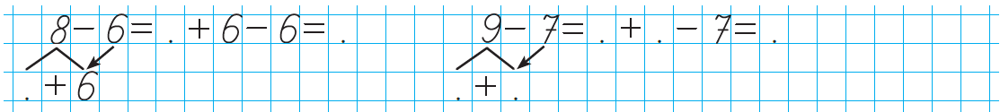 8 − 6 = . + 6 − 6 = . 9 − 7 = . + . − 7 = .
. + 6 . + .